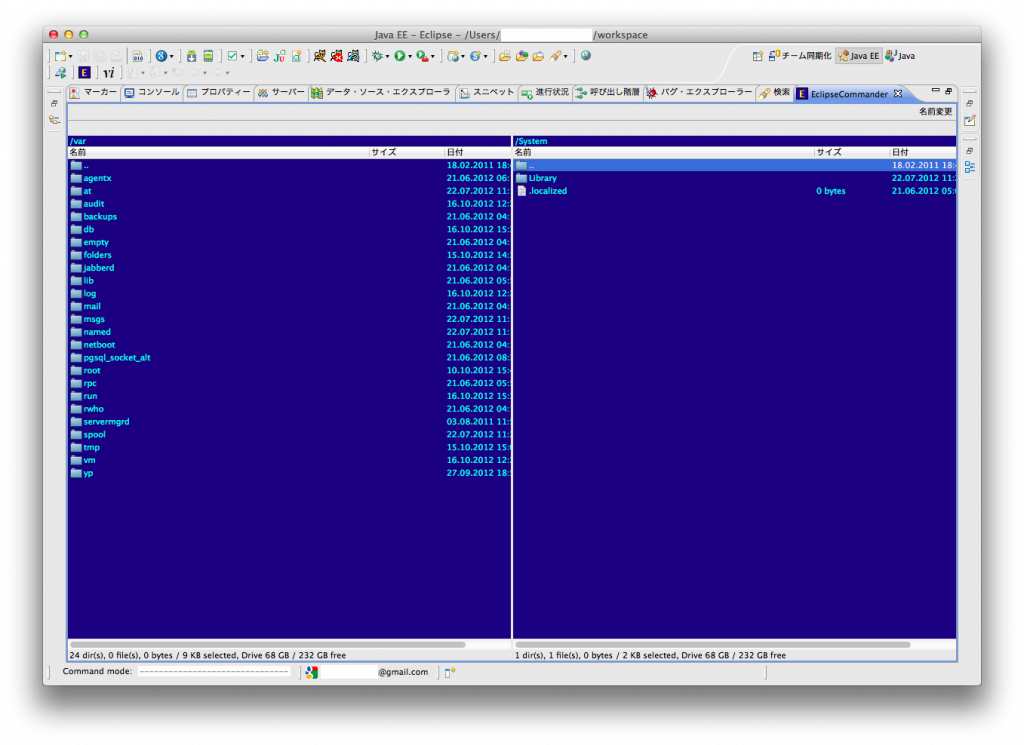 Java EE – Eclipse – /Users/ /workspace
チーム同期化 Java EE Java
マーカー コンソール プロパティー サーバー データ・ソース・エクスプローラ スニペット 進行状況 呼び出し階層 バグ・エクスプローラー 検索 EclipseCommander
名前変更
/var /System
名前 サイズ 日付 名前 サイズ 日付
.. 18.02.2011 18: .. 18.02.2011 18:
agentx 21.06.2012 06: Library 22.07.2012 11:
at 22.07.2012 11: .localized 0 bytes 21.06.2012 05:
audit 16.10.2012 12:
backups 21.06.2012 04:
db 16.10.2012 15:
empty 21.06.2012 04:
folders 15.10.2012 14:
jabberd 21.06.2012 04:
lib 21.06.2012 05:
log 16.10.2012 12:
mail 21.06.2012 04:
msgs 22.07.2012 11:
named 22.07.2012 11:
netboot 21.06.2012 04:
pgsql_socket_alt 21.06.2012 08:
root 10.10.2012 15:
rpc 21.06.2012 05:
run 16.10.2012 15:
rwho 21.06.2012 04:
servermgrd 03.08.2011 11:
spool 22.07.2012 11:
tmp 15.10.2012 15:
vm 16.10.2012 12:
yp 27.09.2012 18:
24 dir(s), 0 file(s), 0 bytes / 9 KB selected, Drive 68 GB / 232 GB free 1 dir(s), 1 file(s), 0 bytes / 2 KB selected, Drive 68 GB / 232 GB free
Command mode: ------------------------------ @gmail.com